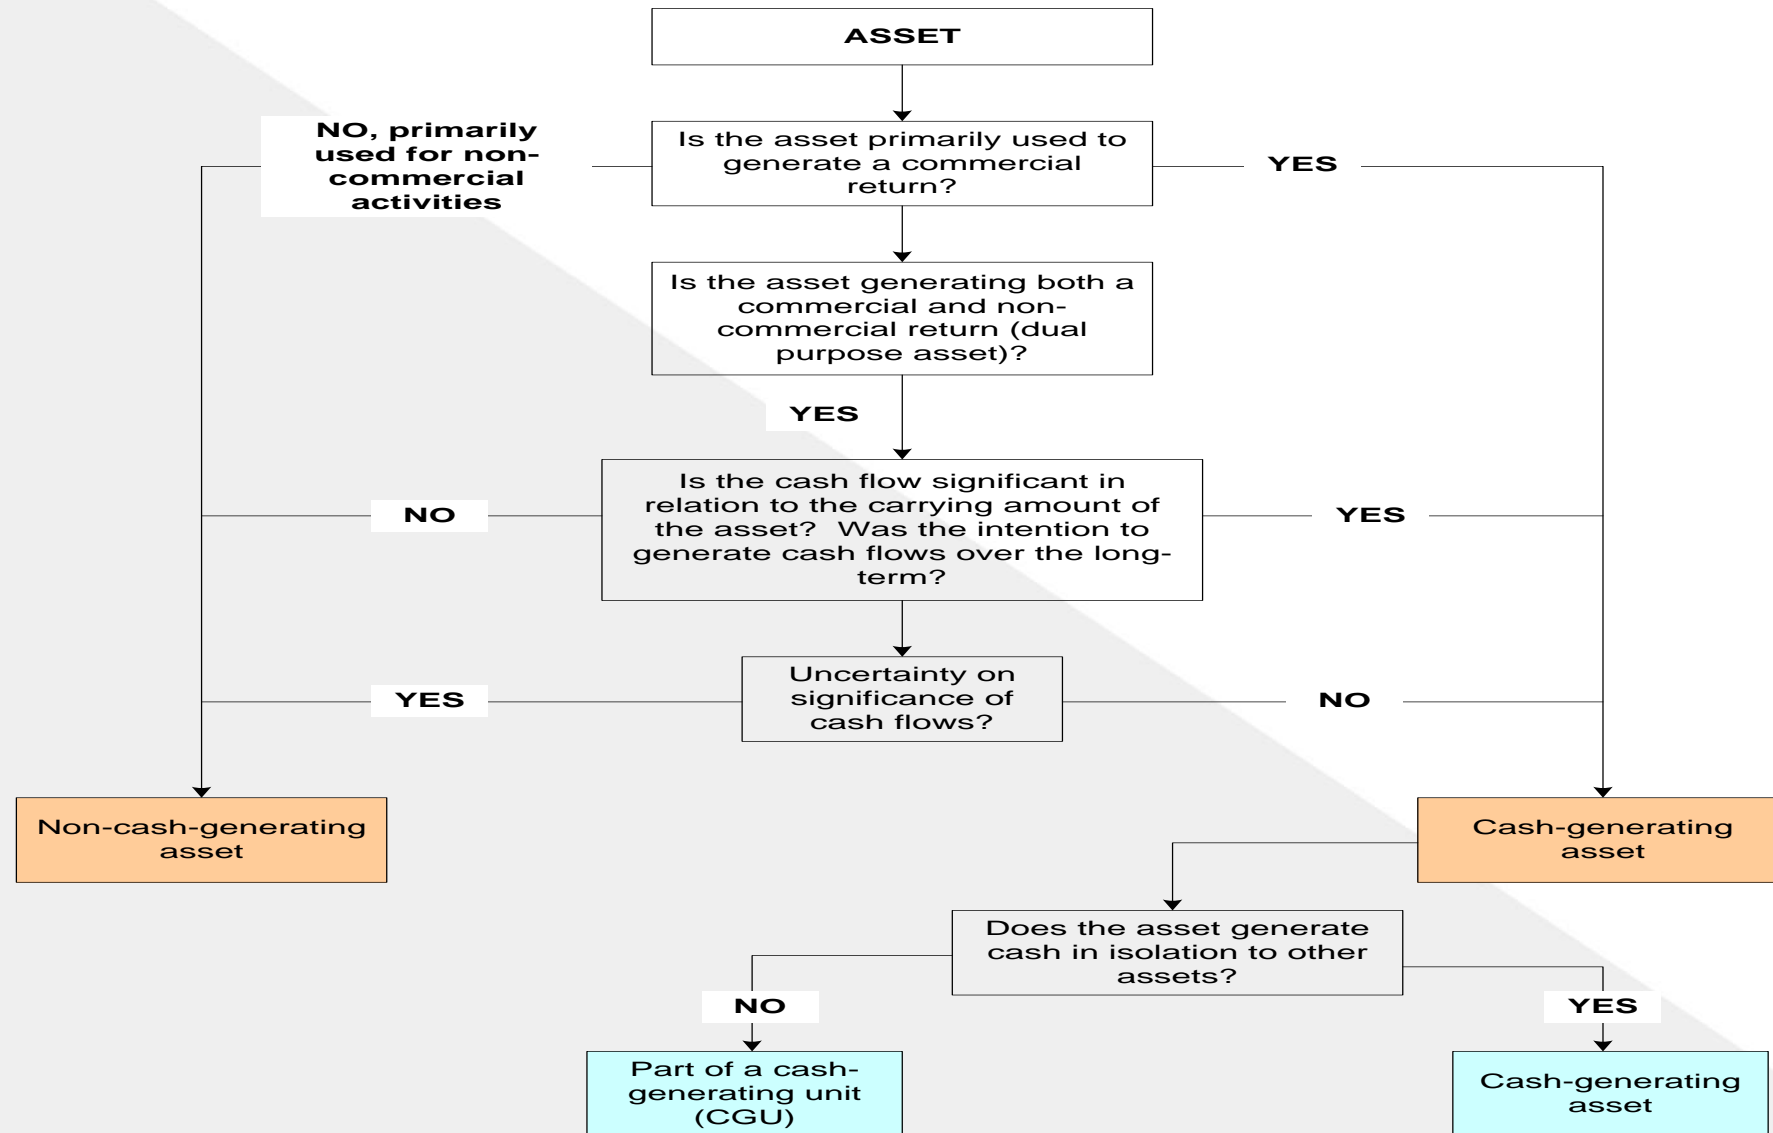 ASSET
NO, primarily
used for non-
commercial
activities
Is the asset primarily used to
generate a commercial
return?
YES
Is the asset generating both a
commercial and non-
commercial return (dual
purpose asset)?
YES
Is the cash flow significant in
relation to the carrying amount of
the asset?  Was the intention to
generate cash flows over the long-
term?
NO
YES
Uncertainty on
significance of
cash flows?
YES
NO
Non-cash-generating
asset
Cash-generating
asset
Does the asset generate
cash in isolation to other
assets?
NO
YES
Part of a cash-
generating unit
(CGU)
Cash-generating
asset